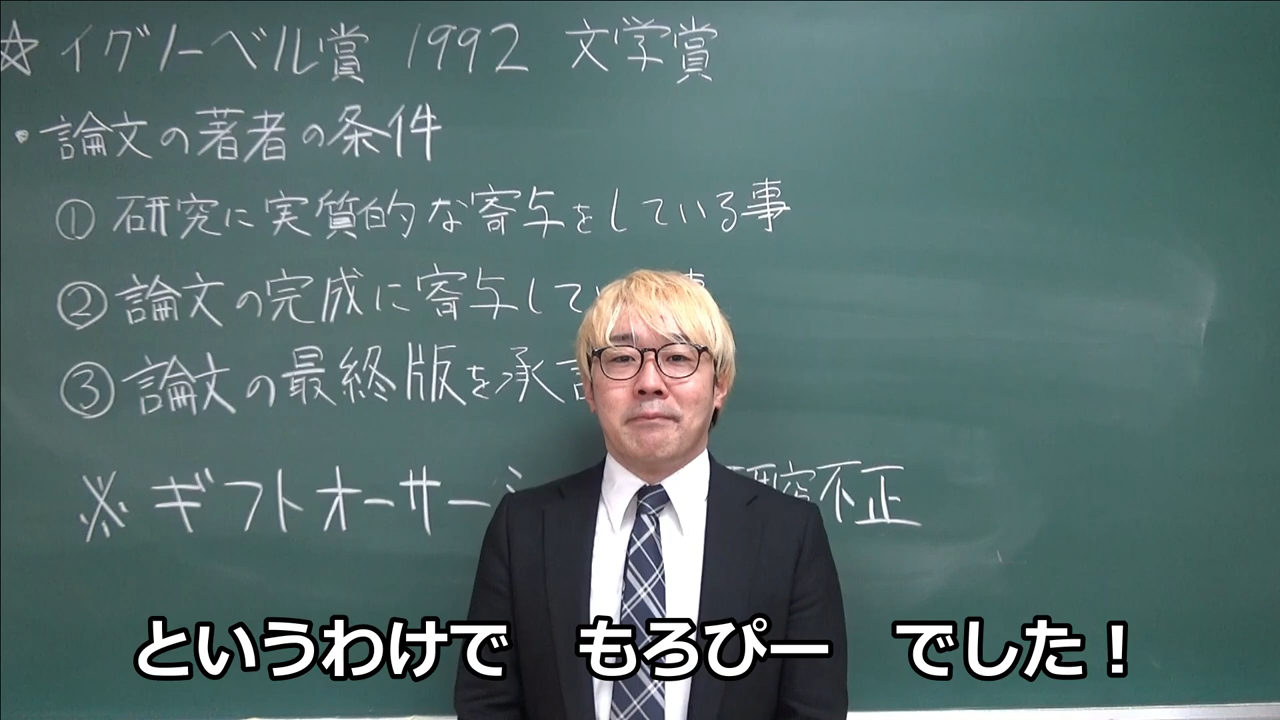 ☆イグノーベル賞 1992 文学賞
・論文の著者の条件
① 研究に実質的な寄与をしている事
② 論文の完成に寄与して
③ 論文の最終版を承
※ ギフトオーサーシ 研究不正
というわけで もろぴー でした！